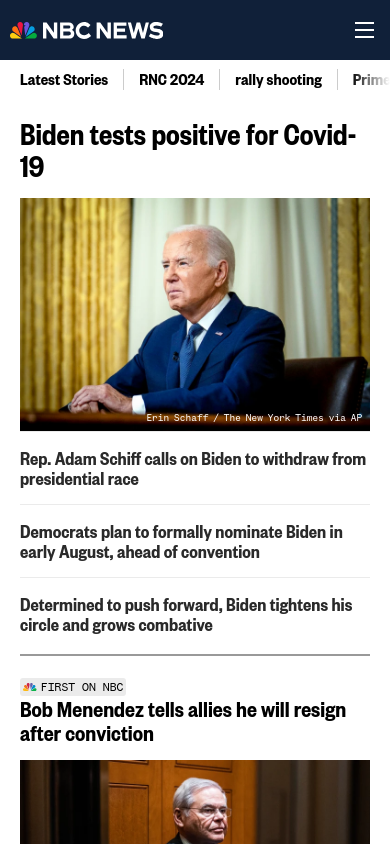 NBC NEWS
Latest Stories
RNC 2024
rally shooting
Prime
Biden tests positive for Covid-
19
Erin Schaff / The New York Times via AP
Rep. Adam Schiff calls on Biden to withdraw from
presidential race
Democrats plan to formally nominate Biden in
early August, ahead of convention
Determined to push forward, Biden tightens his
circle and grows combative
FIRST ON NBC
Bob Menendez tells allies he will resign
after conviction